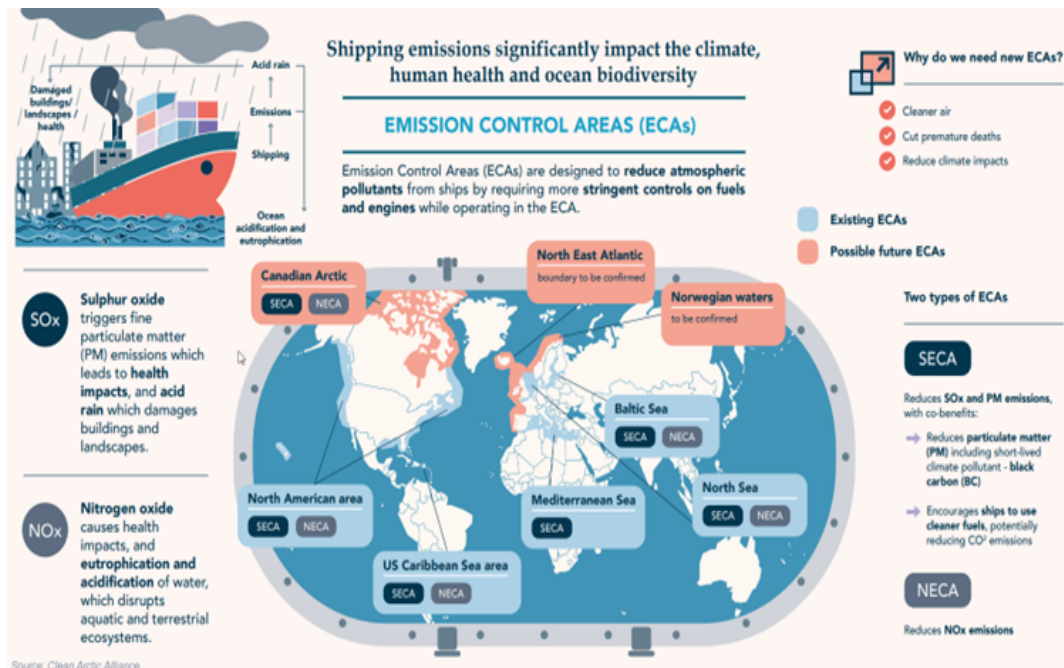 Shipping emissions significantly impact the climate,
human health and ocean biodiversity
EMISSION CONTROL AREAS (ECAs)
Emission Control Areas (ECAs) are designed to reduce atmospheric
pollutants from ships by requiring more stringent controls on fuels
and engines while operating in the ECA.
Acid rain
Damaged
buildings/
landscapes /
health
Emissions
Shipping
Ocean
acidification and
eutrophication
Why do we need new ECAs?
Cleaner air
Cut premature deaths
Reduce climate impacts
Existing ECAs
Possible future ECAs
SOx
Sulphur oxide
triggers fine
particulate matter
(PM) emissions which
leads to health
impacts, and acid
rain which damages
buildings and
landscapes.
NOx
Nitrogen oxide
causes health
impacts, and
eutrophication and
acidification of water,
which disrupts
aquatic and terrestrial
ecosystems.
Canadian Arctic
SECA NECA
North East Atlantic
boundary to be confirmed
Norwegian waters
to be confirmed
Baltic Sea
SECA NECA
North American area
SECA NECA
Mediterranean Sea
SECA
North Sea
SECA NECA
US Caribbean Sea area
SECA NECA
Two types of ECAs
SECA
Reduces SOx and PM emissions,
with co-benefits:
Reduces particulate matter
(PM) including short-lived
climate pollutant - black
carbon (BC)
Encourages ships to use
cleaner fuels, potentially
reducing CO² emissions
NECA
Reduces NOx emissions
Source: Clean Arctic Alliance